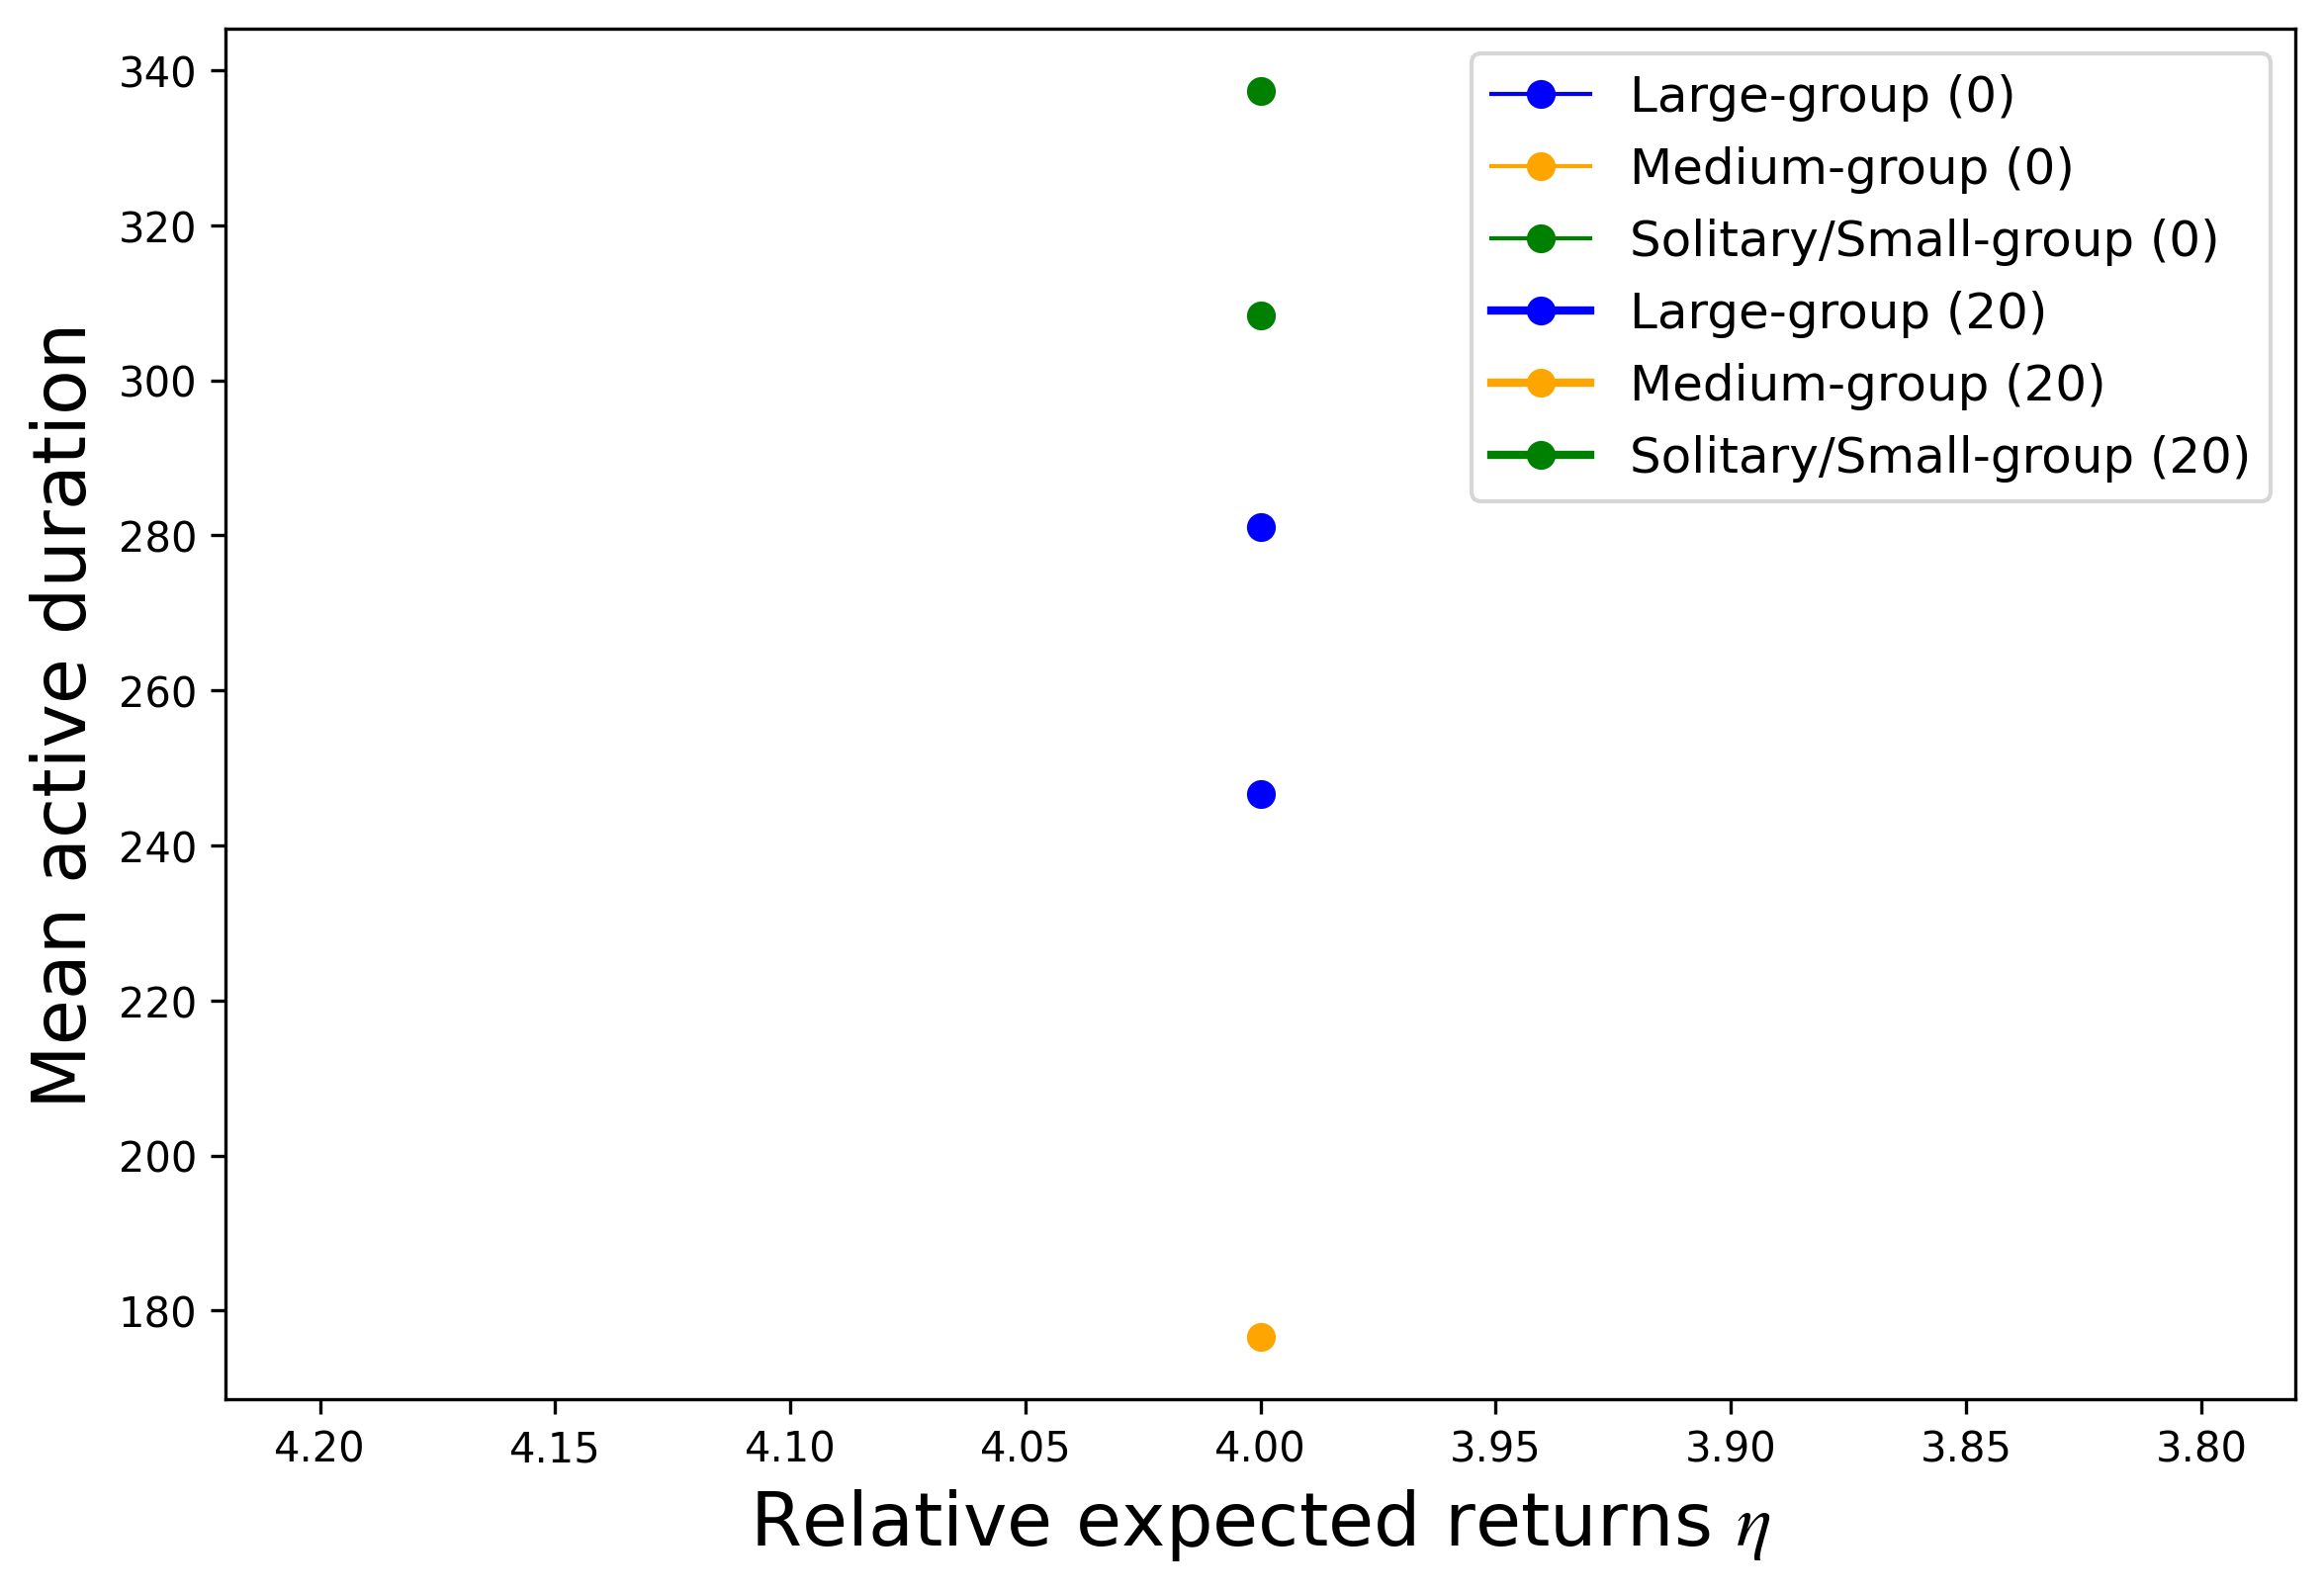 Mean active duration
340
320
300
280
260
240
220
200
180
Large-group (0)
Medium-group (0)
Solitary/Small-group (0)
Large-group (20)
Medium-group (20)
Solitary/Small-group (20)
4.20 4.15 4.10 4.05 4.00 3.95 3.90 3.85 3.80
Relative expected returns η